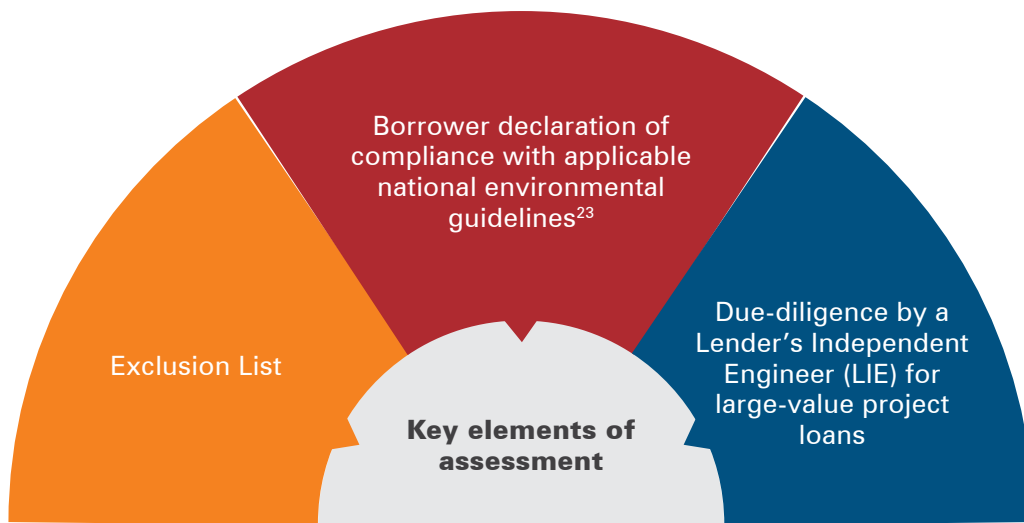 Borrower declaration of
compliance with applicable
national environmental
guidelines²³
Exclusion List
Due-diligence by a
Lender’s Independent
Engineer (LIE) for
large-value project
loans
Key elements of
assessment